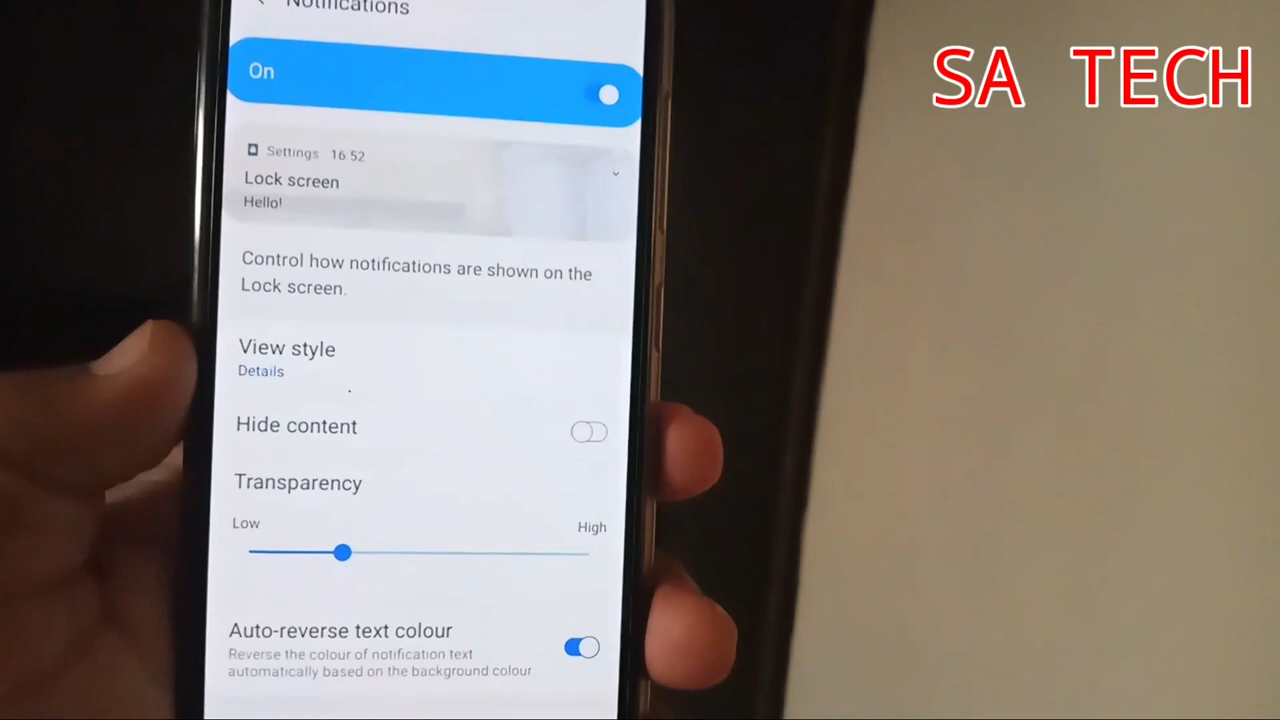 Notifications
SA TECH
On
Settings 16:52
Lock screen
Hello!
Control how notifications are shown on the
Lock screen.
View style
Details
Hide content
Transparency
Low High
Auto-reverse text colour
Reverse the colour of notification text
automatically based on the background colour